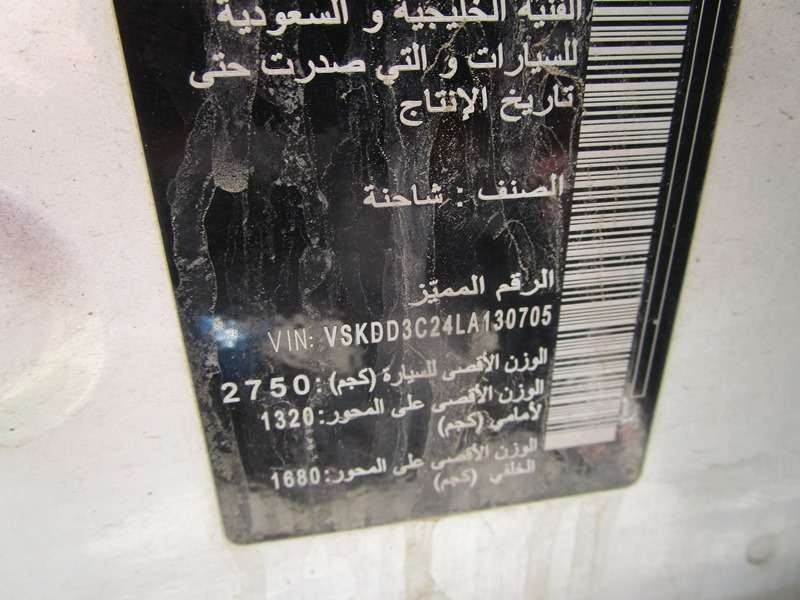 الفنية الخليجية و السعودية
للسيارات و التي صدرت حتى
تاريخ الإنتاج
الصنف : شاحنة
الرقم المميّز
VIN: VSKDD3C24LA130705
الوزن الأقصى للسيارة (كجم): 2750
الوزن الأقصى على المحور: 1320
لأمامي (كجم)
الوزن الأقصى على المحور: 1680
الخلفي (كجم)